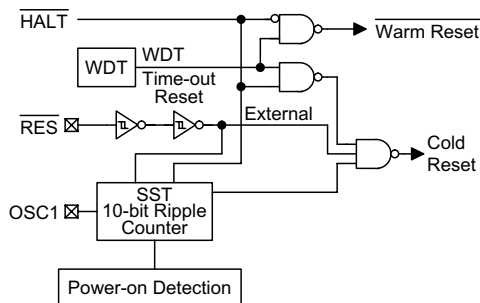 HALT
Warm Reset
WDT
WDT
Time-out
Reset
RES
External
Cold
Reset
SST
10-bit Ripple
Counter
OSC1
Power-on Detection